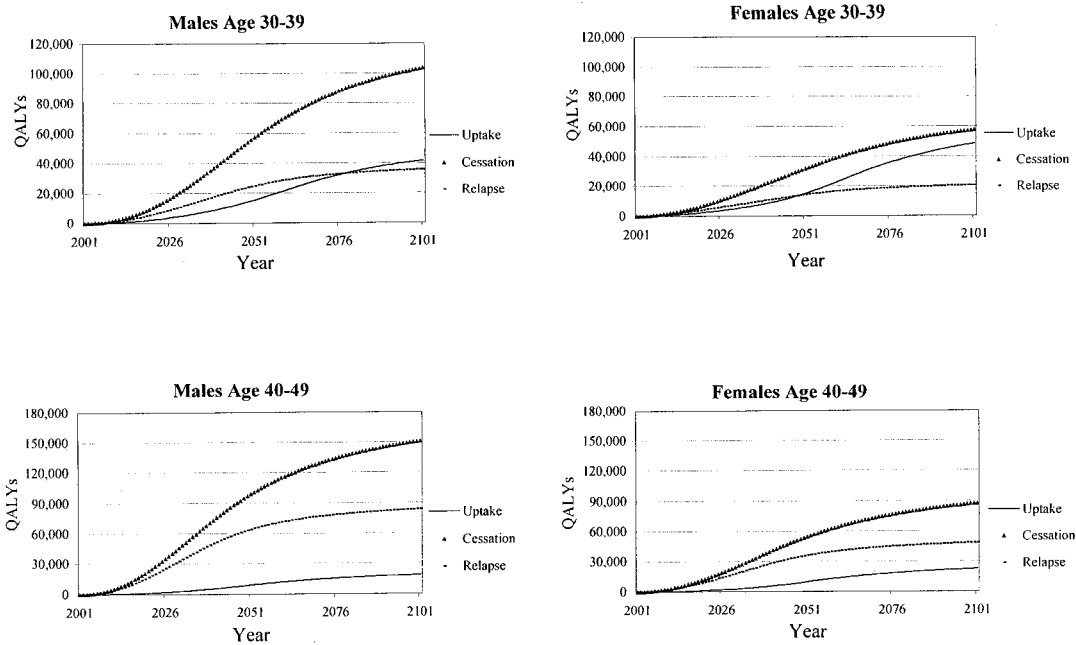 Males Age 30-39
120,000
100,000
80,000
60,000
40,000
20,000
0
QALYs
2001 2026 2051 2076 2101
Year
Uptake
Cessation
Relapse
Females Age 30-39
120,000
100,000
80,000
60,000
40,000
20,000
0
QALYs
2001 2026 2051 2076 2101
Year
Uptake
Cessation
Relapse
Males Age 40-49
180,000
150,000
120,000
90,000
60,000
30,000
0
QALYs
2001 2026 2051 2076 2101
Year
Uptake
Cessation
Relapse
Females Age 40-49
180,000
150,000
120,000
90,000
60,000
30,000
0
QALYs
2001 2026 2051 2076 2101
Year
Uptake
Cessation
Relapse